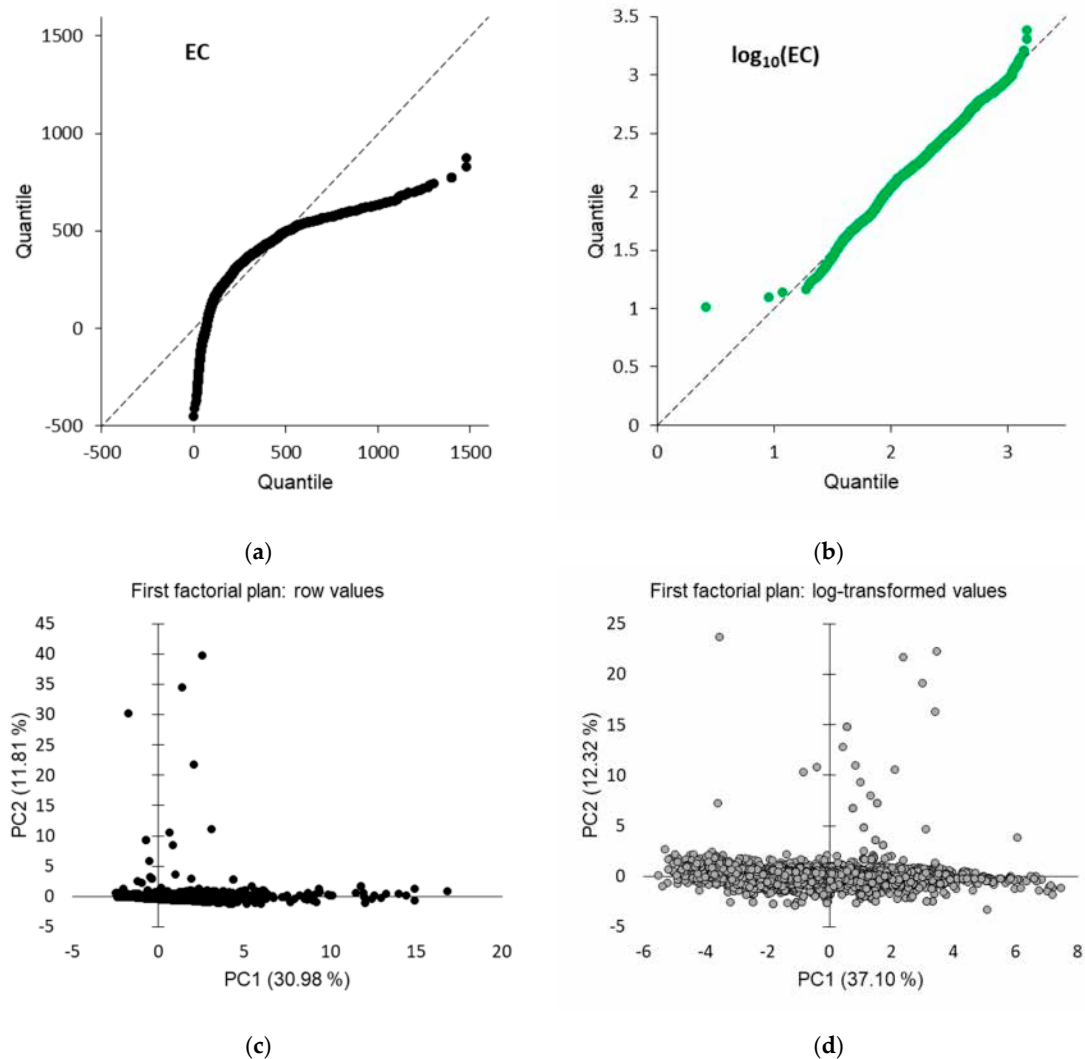 EC
1500
1000
500
0
-500
-500 0 500 1000 1500
Quantile
Quantile
(a)
log10(EC)
3.5
3
2.5
2
1.5
1
0.5
0
0 1 2 3
Quantile
Quantile
(b)
First factorial plan: row values
45
40
35
30
25
20
15
10
5
0
-5
-5 0 5 10 15 20
PC2 (11.81 %)
PC1 (30.98 %)
(c)
First factorial plan: log-transformed values
25
20
15
10
5
0
-5
-6 -4 -2 0 2 4 6 8
PC2 (12.32 %)
PC1 (37.10 %)
(d)